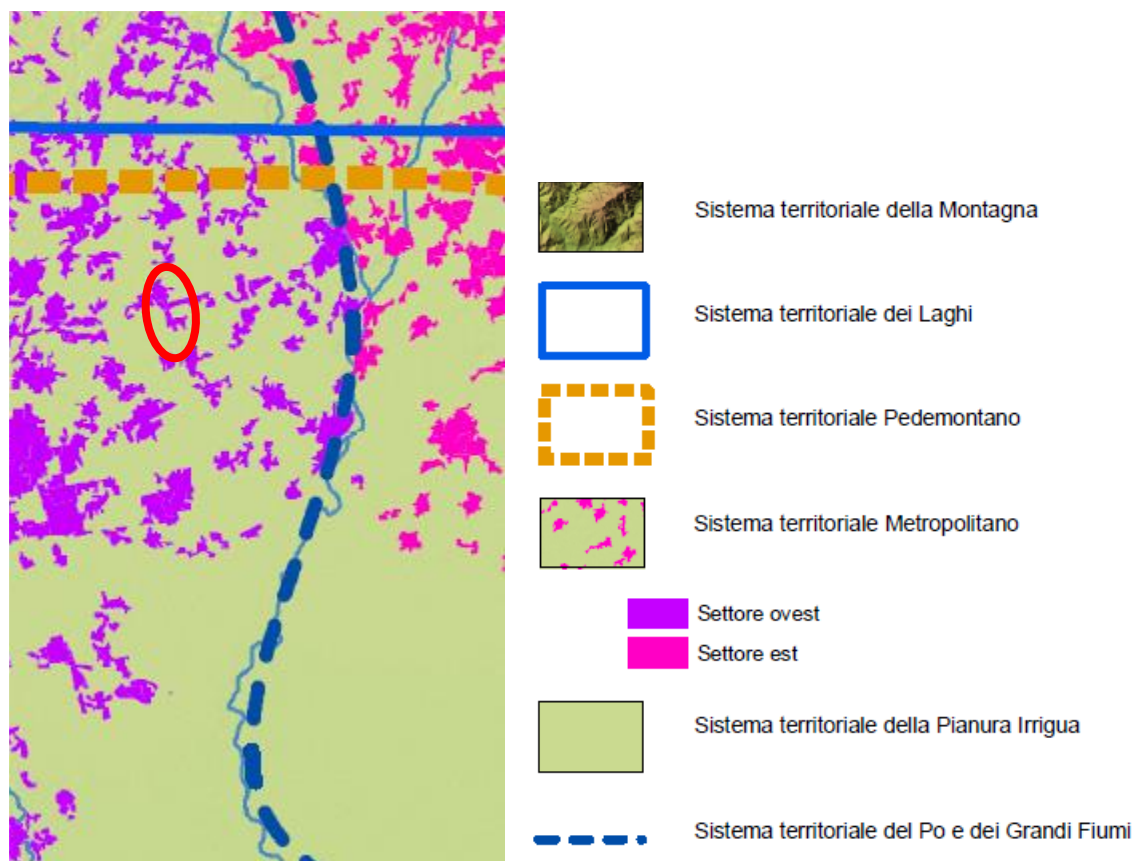 Sistema territoriale della Montagna
Sistema territoriale dei Laghi
Sistema territoriale Pedemontano
Sistema territoriale Metropolitano
Settore ovest
Settore est
Sistema territoriale della Pianura Irrigua
Sistema territoriale del Po e dei Grandi Fiumi